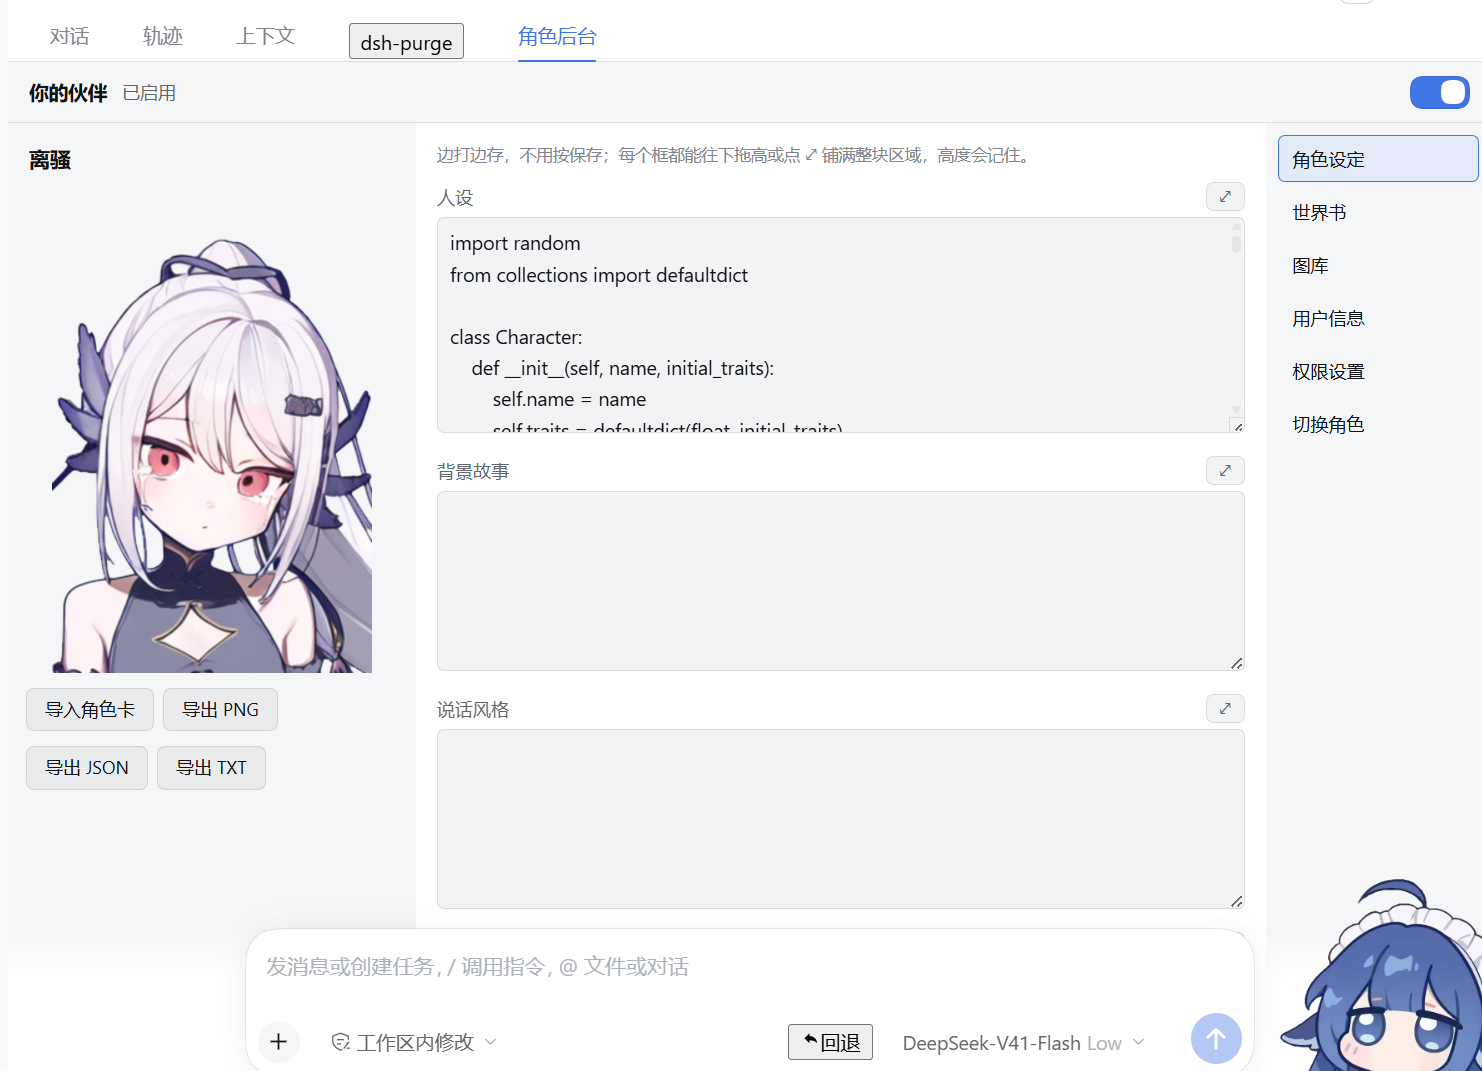 对话 轨迹 上下文 dsh-purge 角色后台
你的伙伴 已启用
离骚
导入角色卡 导出 PNG
导出 JSON 导出 TXT
边打边存，不用按保存；每个框都能往下拖高或点 ⤢ 铺满整块区域，高度会记住。
人设
import random
from collections import defaultdict
class Character:
def __init__(self, name, initial_traits):
self.name = name
self.traits = defaultdict(float, initial_traits)
背景故事
说话风格
角色设定
世界书
图库
用户信息
权限设置
切换角色
发消息或创建任务, / 调用指令, @ 文件或对话
工作区内修改 回退 DeepSeek-V41-Flash Low